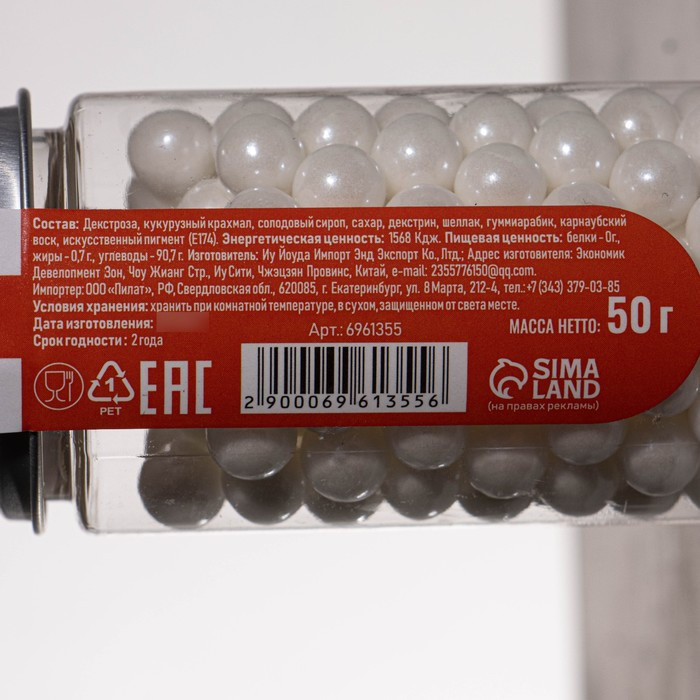 Состав: Декстроза, кукурузный крахмал, солодовый сироп, сахар, декстрин, шеллак, гуммиарабик, карнаубский
воск, искусственный пигмент (Е174). Энергетическая ценность: 1568 Кдж. Пищевая ценность: белки - 0г.,
жиры - 0,7 г., углеводы - 90,7 г. Изготовитель: Иу Йоуда Импорт Энд Экспорт Ко., Лтд.; Адрес изготовителя: Экономик
Девелопмент Зон, Чоу Жианг Стр., Иу Сити, Чжэцзян Провинс, Китай, e-mail: 2355776150@qq.com.
Импортер: ООО «Пилат», РФ, Свердловская обл., 620085, г. Екатеринбург, ул. 8 Марта, 212-4, тел.: +7 (343) 379-03-85
Условия хранения: хранить при комнатной температуре, в сухом, защищенном от света месте.
Дата изготовления:
Срок годности: 2 года
Арт.: 6961355
МАССА НЕТТО: 50 г
1
PET
EAC
2 900069 613556
SIMA
LAND
(на правах рекламы)